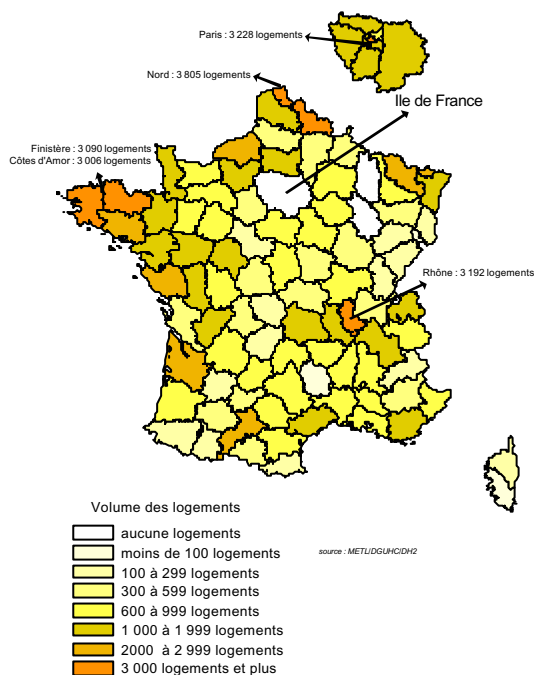 Paris : 3 228 logements
Nord : 3 805 logements
Ile de France
Finistère : 3 090 logements
Côtes d'Amor : 3 006 logements
Rhône : 3 192 logements
Volume des logements
aucune logements
moins de 100 logements
source : METL/DGUHC/DH2
100 à 299 logements
300 à 599 logements
600 à 999 logements
1 000 à 1 999 logements
2000 à 2 999 logements
3 000 logements et plus